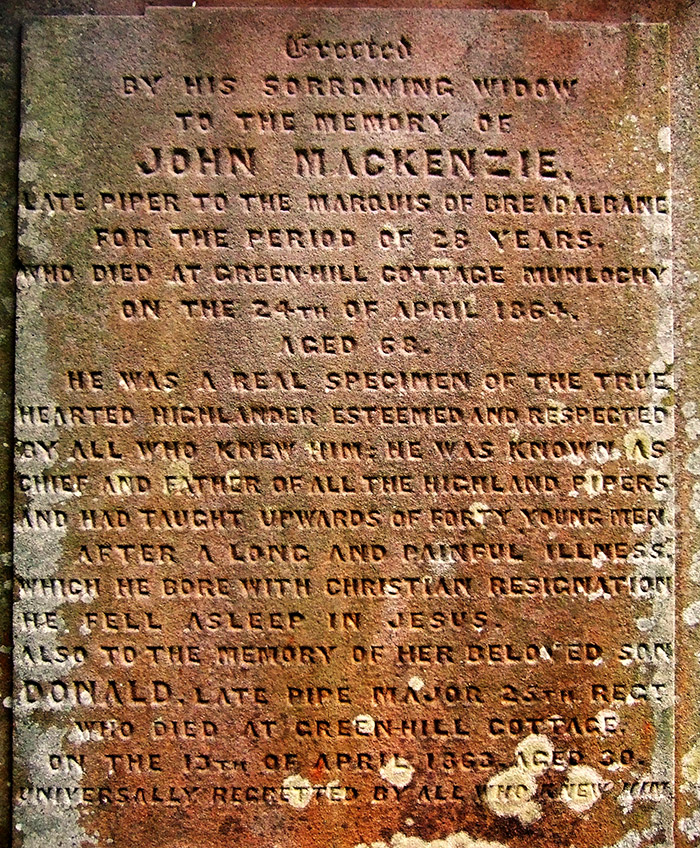 Erected
BY HIS SORROWING WIDOW
TO THE MEMORY OF
JOHN MACKENZIE,
LATE PIPER TO THE MARQUIS OF BREADALBANE
FOR THE PERIOD OF 28 YEARS,
WHO DIED AT GREEN-HILL COTTAGE MUNLOCHY
ON THE 24TH OF APRIL 1864.
AGED 68.
HE WAS A REAL SPECIMEN OF THE TRUE
HEARTED HIGHLANDER ESTEEMED AND RESPECTED
BY ALL WHO KNEW HIM: HE WAS KNOWN AS
CHIEF AND FATHER OF ALL THE HIGHLAND PIPERS
AND HAD TAUGHT UPWARDS OF FORTY YOUNG MEN.
AFTER A LONG AND PAINFUL ILLNESS,
WHICH HE BORE WITH CHRISTIAN RESIGNATION
HE FELL ASLEEP IN JESUS.
ALSO TO THE MEMORY OF HER BELOVED SON
DONALD, LATE PIPE MAJOR 25TH REGT
WHO DIED AT GREEN-HILL COTTAGE,
ON THE 13TH OF APRIL 1863, AGED 30.
UNIVERSALLY REGRETTED BY ALL WHO KNEW HIM